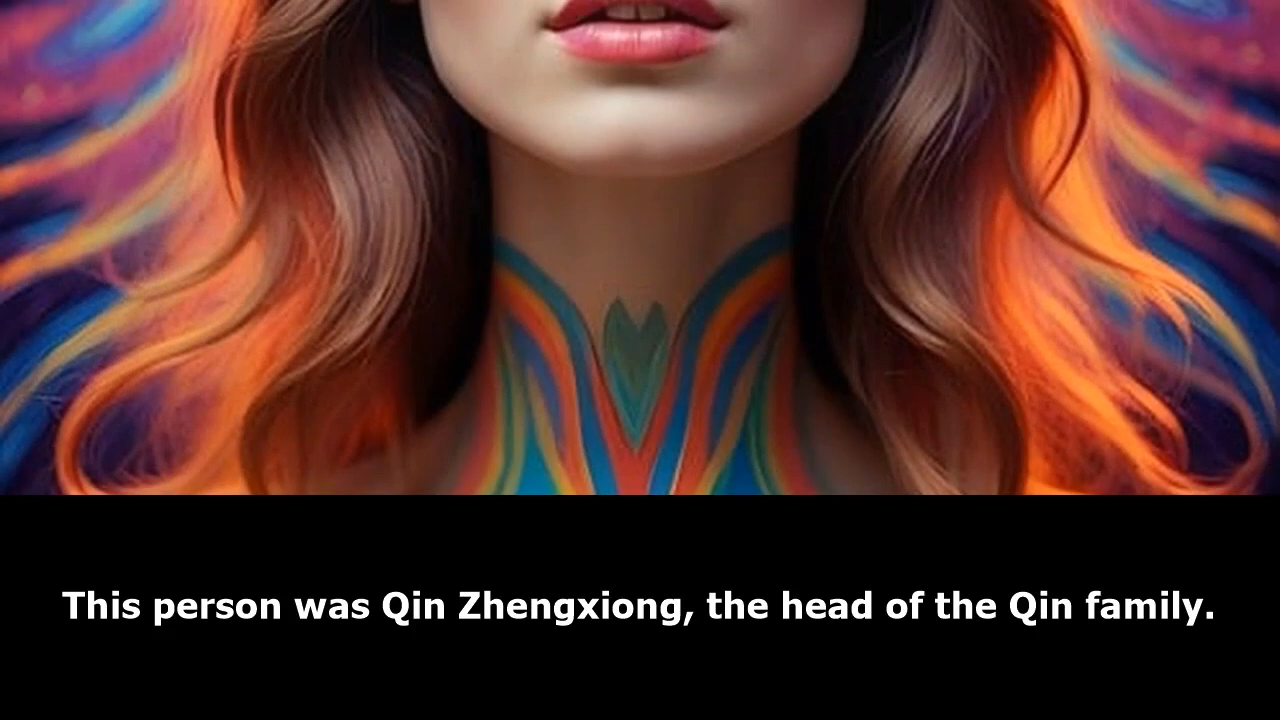 This person was Qin Zhengxiong, the head of the Qin family.